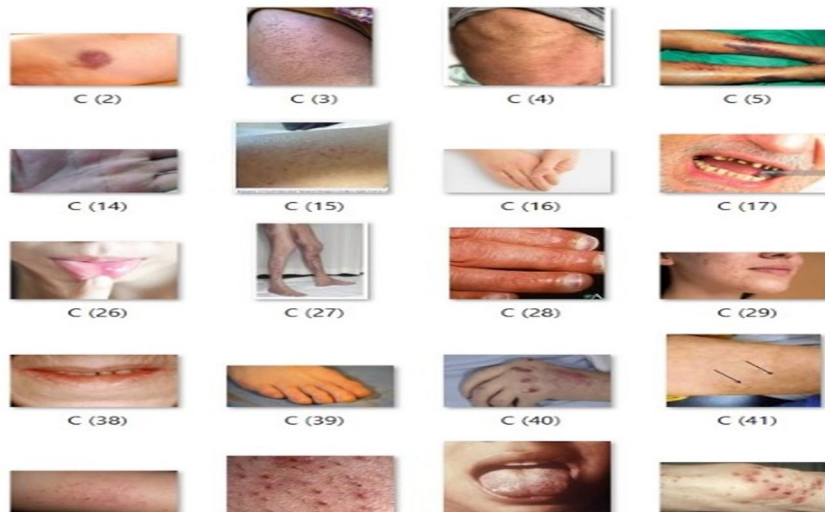 C (2) C (3) C (4) C (5)
C (14) C (15) C (16) C (17)
C (26) C (27) C (28) C (29)
C (38) C (39) C (40) C (41)